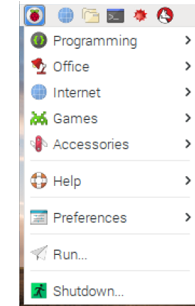 Programming
Office
Internet
Games
Accessories
Help
Preferences
Run...
Shutdown...